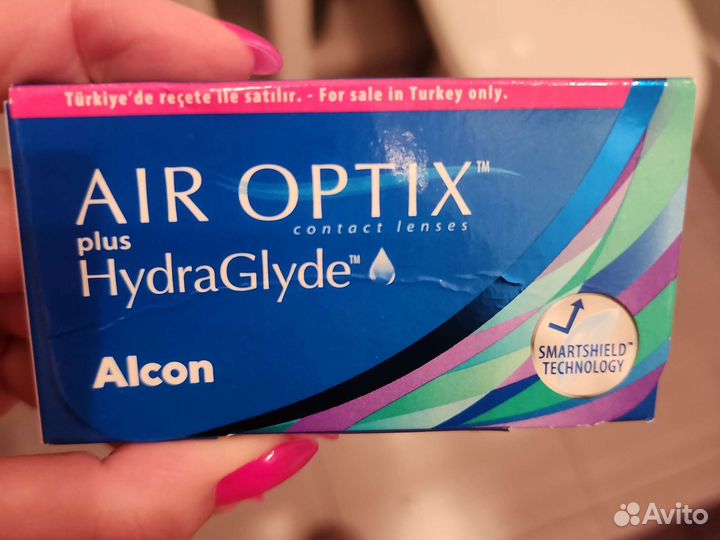 Türkiye'de reçete ile satılır. - For sale in Turkey only.
AIR OPTIX™
contact lenses
plus
HydraGlyde™
Alcon
SMARTSHIELD™
TECHNOLOGY
Avito